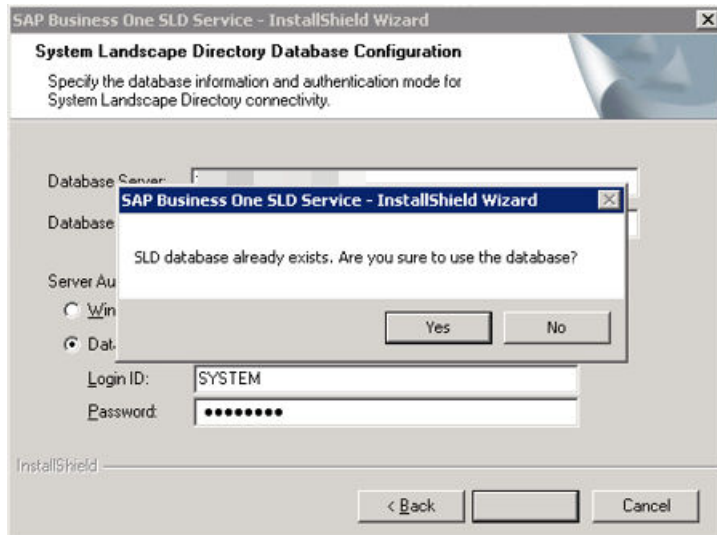 SAP Business One SLD Service - InstallShield Wizard
System Landscape Directory Database Configuration
Specify the database information and authentication mode for
System Landscape Directory connectivity.
Database Server:
SAP Business One SLD Service - InstallShield Wizard
Database
SLD database already exists. Are you sure to use the database?
Server Au
Win
Yes
No
Dat
Login ID:
SYSTEM
Password:
InstallShield
< Back
Cancel